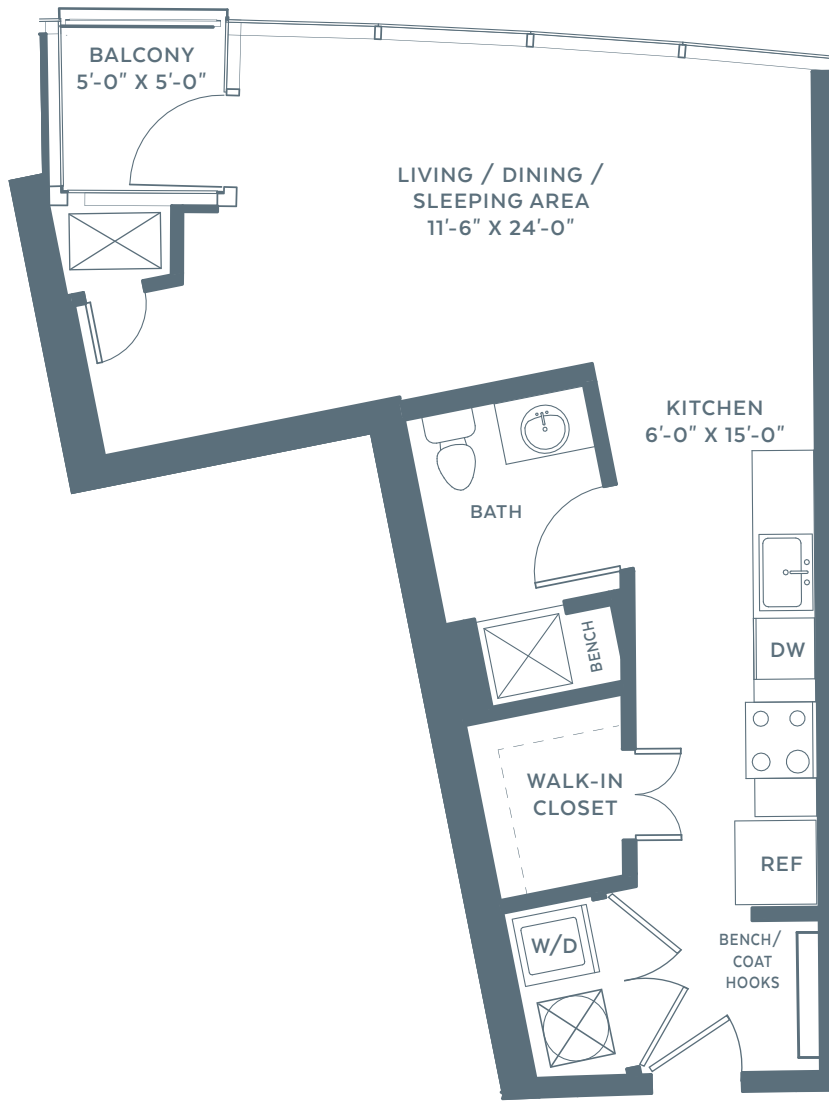 BALCONY
5'-0" X 5'-0"
LIVING / DINING /
SLEEPING AREA
11'-6" X 24'-0"
KITCHEN
6'-0" X 15'-0"
BATH
BENCH
DW
WALK-IN
CLOSET
REF
W/D
BENCH/
COAT
HOOKS